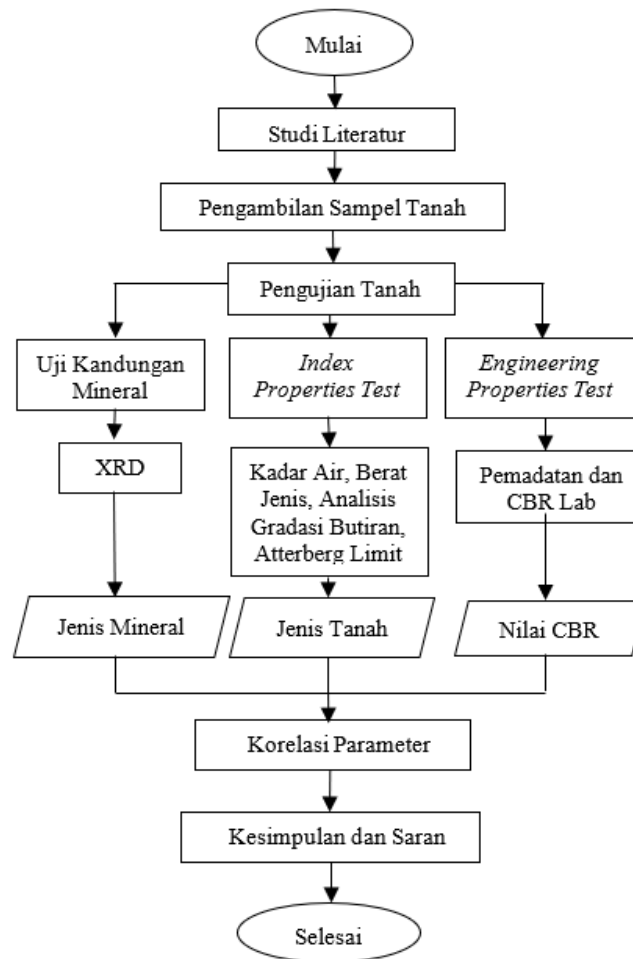 Mulai
Studi Literatur
Pengambilan Sampel Tanah
Pengujian Tanah
Uji Kandungan
Mineral
Index
Properties Test
Engineering
Properties Test
XRD
Kadar Air, Berat
Jenis, Analisis
Gradasi Butiran,
Atterberg Limit
Pemadatan dan
CBR Lab
Jenis Mineral
Jenis Tanah
Nilai CBR
Korelasi Parameter
Kesimpulan dan Saran
Selesai